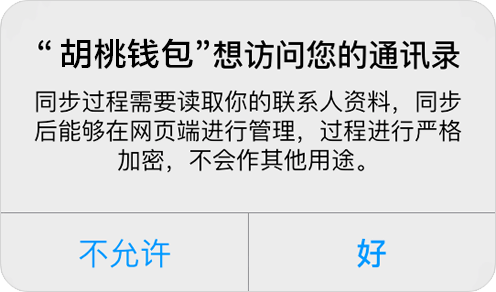 “胡桃钱包”想访问您的通讯录
同步过程需要读取你的联系人资料，同步
后能够在网页端进行管理，过程进行严格
加密，不会作其他用途。
不允许
好